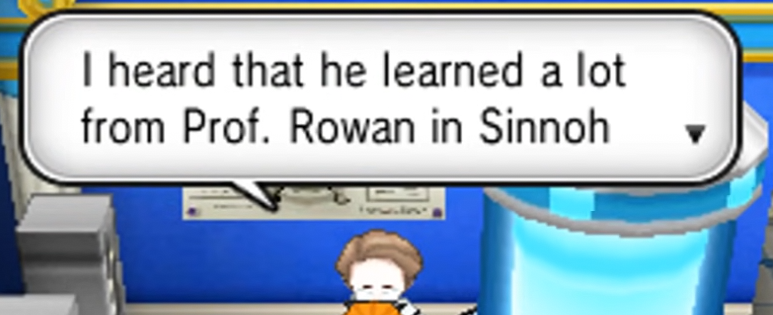 I heard that he learned a lot
from Prof. Rowan in Sinnoh